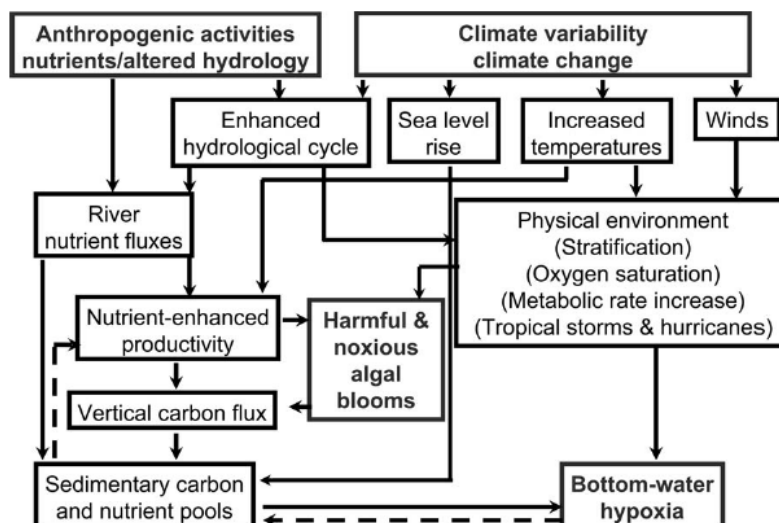 Anthropogenic activities
nutrients/altered hydrology
Climate variability
climate change
Enhanced
hydrological cycle
Sea level
rise
Increased
temperatures
Winds
River
nutrient fluxes
Physical environment
(Stratification)
(Oxygen saturation)
(Metabolic rate increase)
(Tropical storms & hurricanes)
Nutrient-enhanced
productivity
Harmful &
noxious
algal
blooms
Vertical carbon flux
Sedimentary carbon
and nutrient pools
Bottom-water
hypoxia